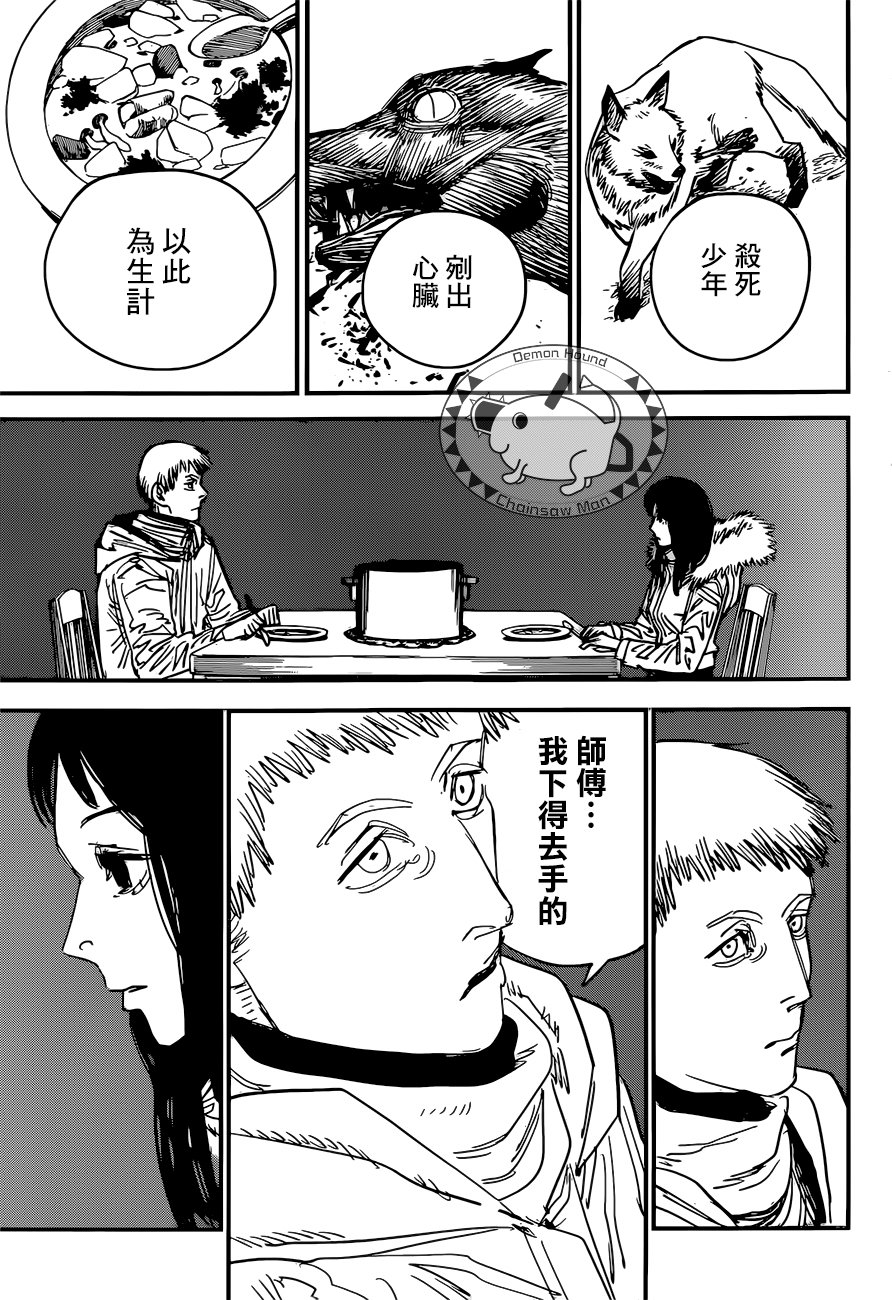 殺死
少年
剜出
心臟
以此
為生計
Demon Hound
Chainsaw Man
師傅…
我下得去手的